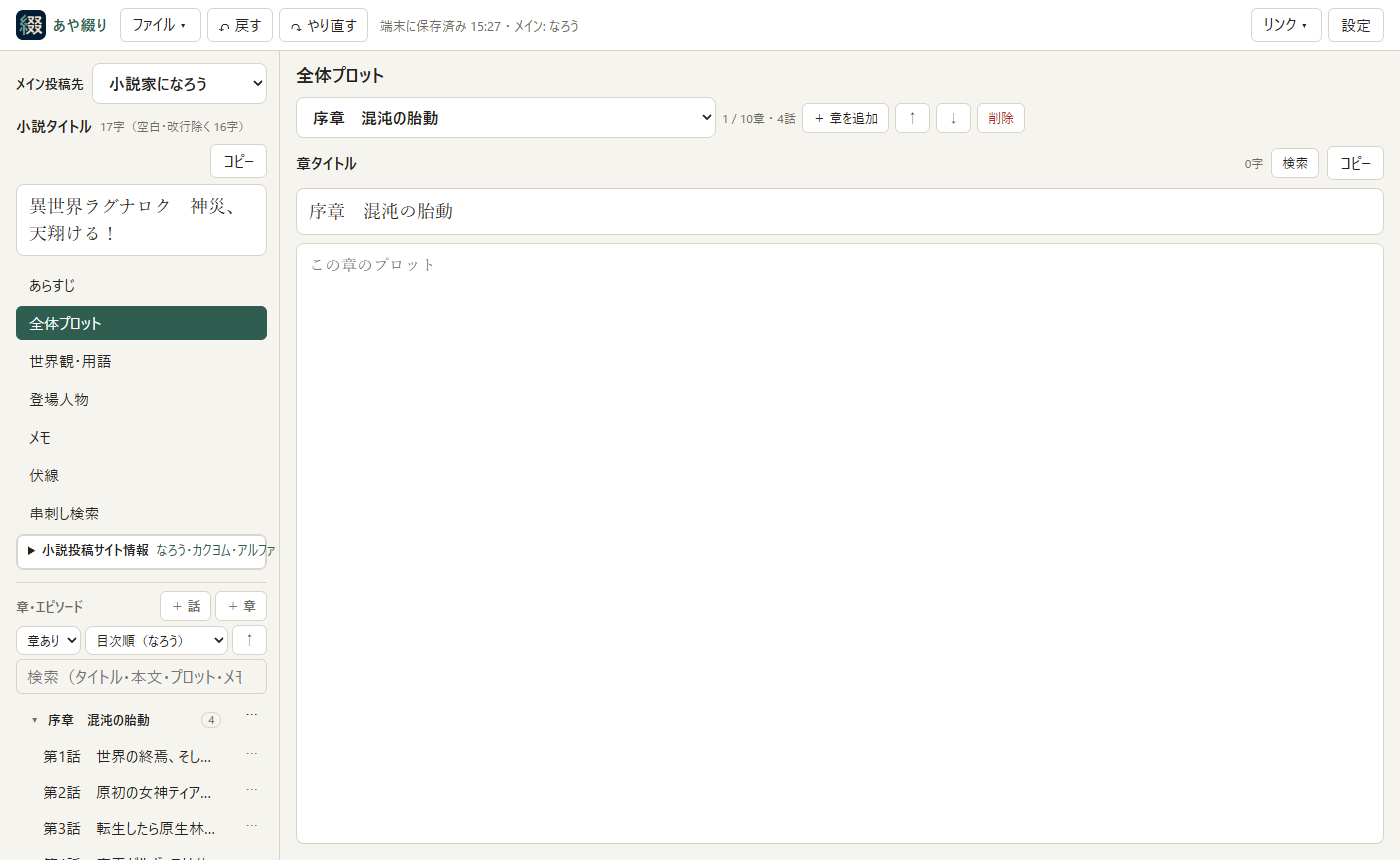 綴 あや綴り ファイル ▾ ↶ 戻す ↷ やり直す 端末に保存済み 15:27・メイン: なろう リンク ▾ 設定
メイン投稿先 小説家になろう
小説タイトル 17字（空白・改行除く 16字）
コピー
異世界ラグナロク　神災、
天翔ける！
あらすじ
全体プロット
世界観・用語
登場人物
メモ
伏線
串刺し検索
▶ 小説投稿サイト情報 なろう・カクヨム・アルファ
章・エピソード ＋ 話 ＋ 章
章あり 目次順（なろう） ↑
検索（タイトル・本文・プロット・メモ
▾ 序章　混沌の胎動 4 …
第1話　世界の終焉、そし... …
第2話　原初の女神ティア... …
第3話　転生したら原生林... …
全体プロット
序章　混沌の胎動 1 / 10章・4話 ＋ 章を追加 ↑ ↓ 削除
章タイトル 0字 検索 コピー
序章　混沌の胎動
この章のプロット